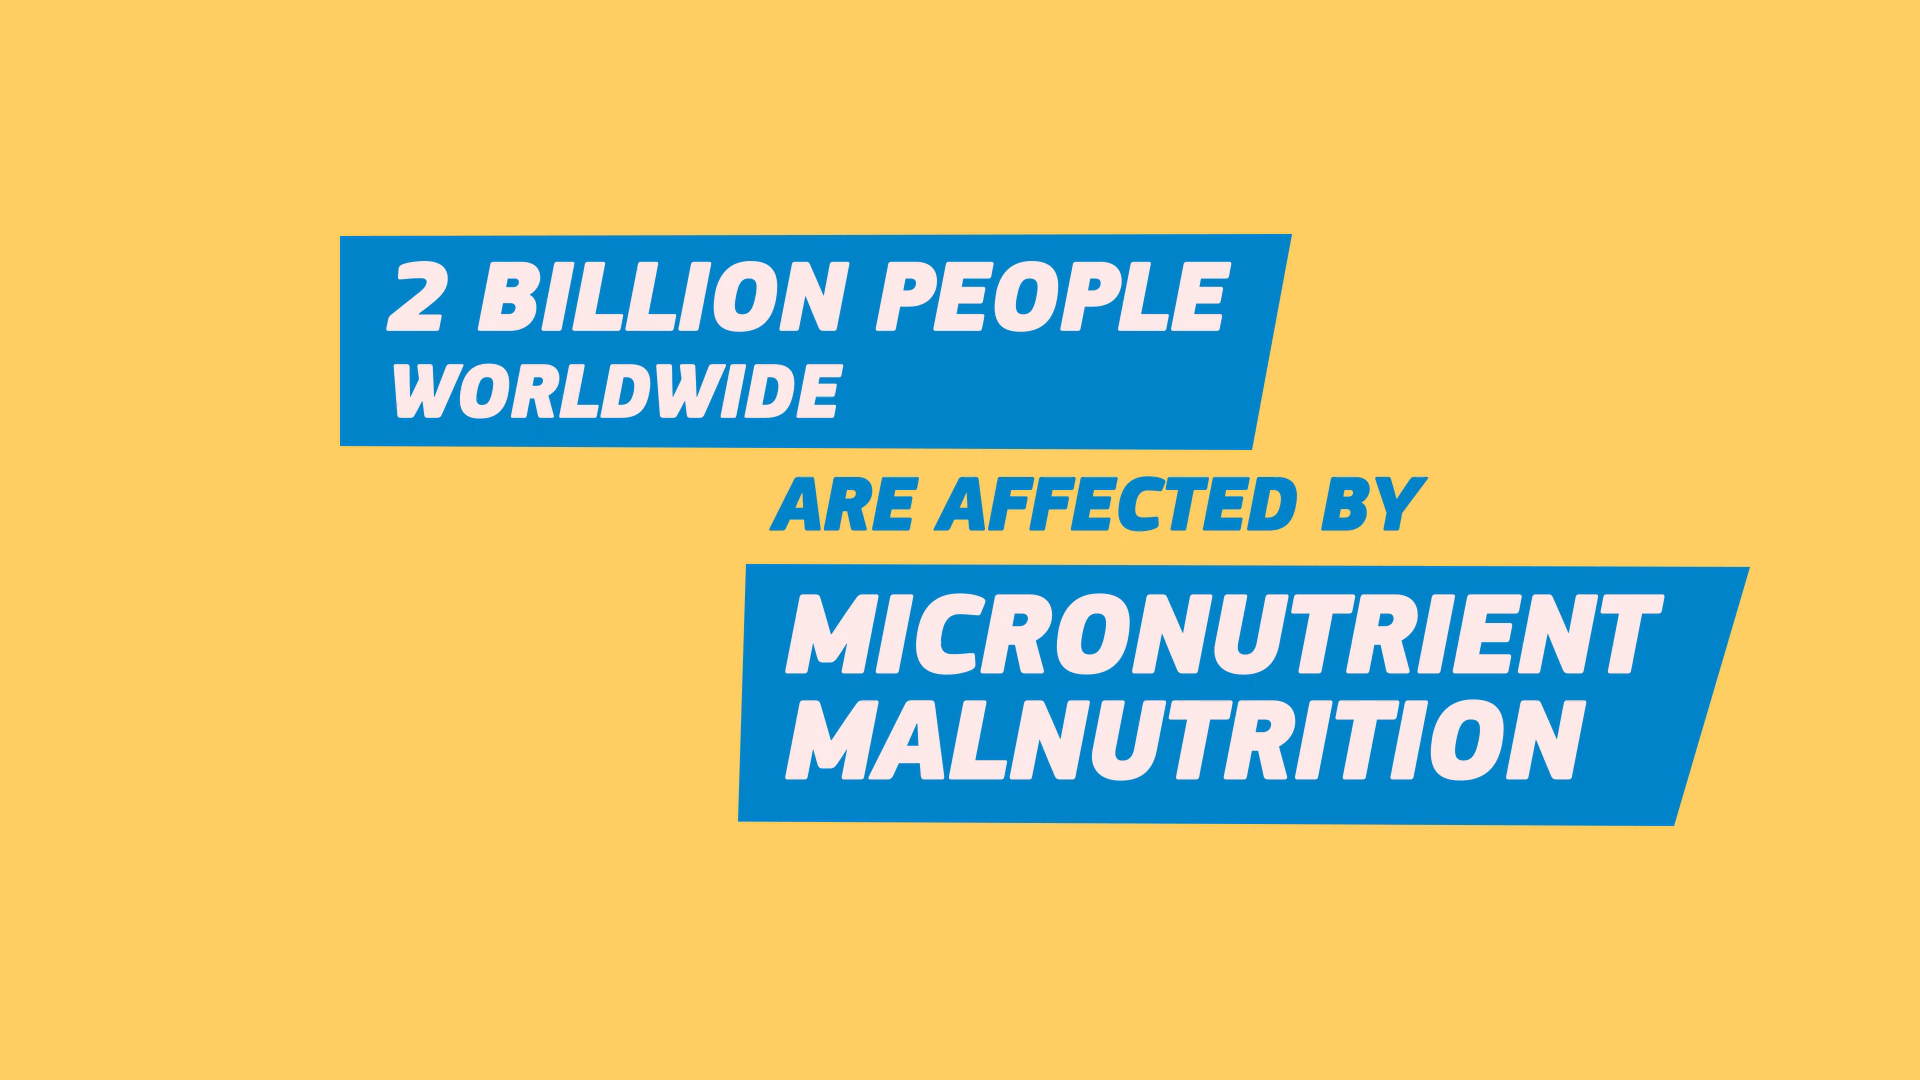 2 BILLION PEOPLE
WORLDWIDE
ARE AFFECTED BY
MICRONUTRIENT
MALNUTRITION